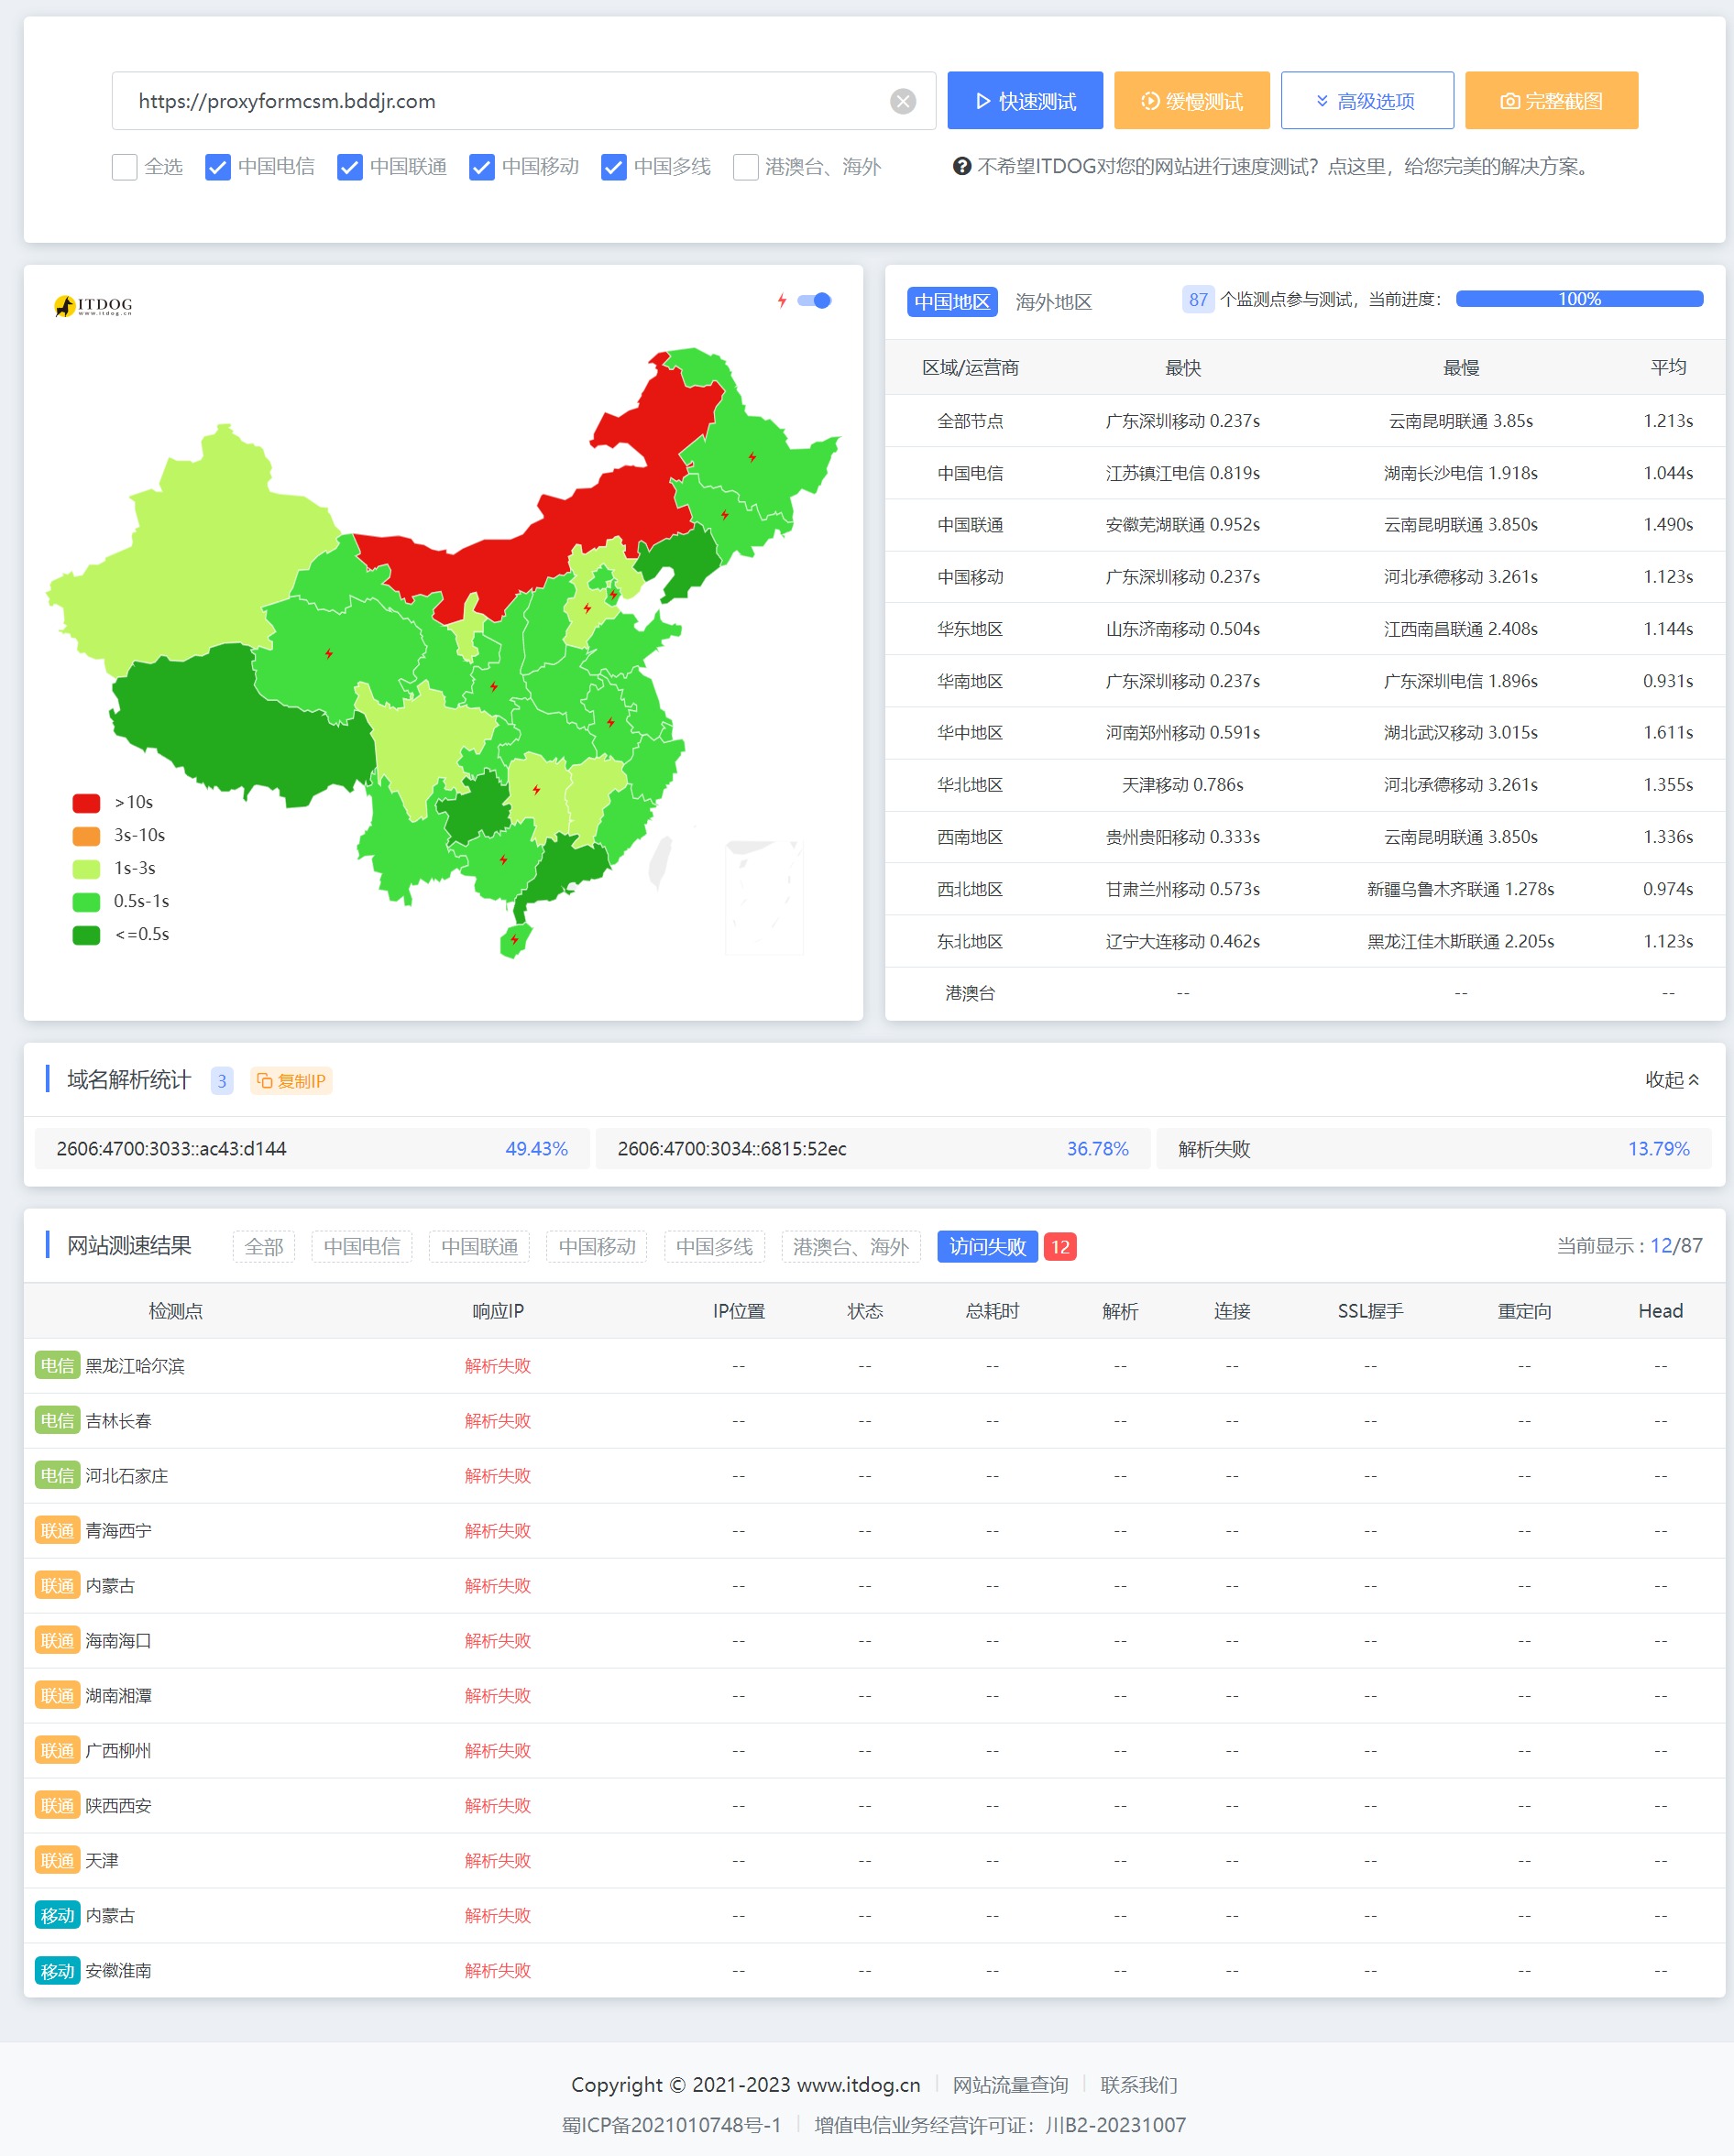 https://proxyformcsm.bddjr.com
快速测试
缓慢测试
高级选项
完整截图
全选 中国电信 中国联通 中国移动 中国多线 港澳台、海外
不希望ITDOG对您的网站进行速度测试？点这里，给您完美的解决方案。
ITDOG
www.itdog.cn
>10s
3s-10s
1s-3s
0.5s-1s
<=0.5s
中国地区 海外地区 87 个监测点参与测试，当前进度： 100%
区域/运营商 最快 最慢 平均
全部节点 广东深圳移动 0.237s 云南昆明联通 3.85s 1.213s
中国电信 江苏镇江电信 0.819s 湖南长沙电信 1.918s 1.044s
中国联通 安徽芜湖联通 0.952s 云南昆明联通 3.850s 1.490s
中国移动 广东深圳移动 0.237s 河北承德移动 3.261s 1.123s
华东地区 山东济南移动 0.504s 江西南昌联通 2.408s 1.144s
华南地区 广东深圳移动 0.237s 广东深圳电信 1.896s 0.931s
华中地区 河南郑州移动 0.591s 湖北武汉移动 3.015s 1.611s
华北地区 天津移动 0.786s 河北承德移动 3.261s 1.355s
西南地区 贵州贵阳移动 0.333s 云南昆明联通 3.850s 1.336s
西北地区 甘肃兰州移动 0.573s 新疆乌鲁木齐联通 1.278s 0.974s
东北地区 辽宁大连移动 0.462s 黑龙江佳木斯联通 2.205s 1.123s
港澳台 -- -- --
域名解析统计 3 复制IP 收起
2606:4700:3033::ac43:d144 49.43% 2606:4700:3034::6815:52ec 36.78% 解析失败 13.79%
网站测速结果 全部 中国电信 中国联通 中国移动 中国多线 港澳台、海外 访问失败 12 当前显示：12/87
检测点 响应IP IP位置 状态 总耗时 解析 连接 SSL握手 重定向 Head
电信 黑龙江哈尔滨 解析失败 -- -- -- -- -- -- -- --
电信 吉林长春 解析失败 -- -- -- -- -- -- -- --
电信 河北石家庄 解析失败 -- -- -- -- -- -- -- --
联通 青海西宁 解析失败 -- -- -- -- -- -- -- --
联通 内蒙古 解析失败 -- -- -- -- -- -- -- --
联通 海南海口 解析失败 -- -- -- -- -- -- -- --
联通 湖南湘潭 解析失败 -- -- -- -- -- -- -- --
联通 广西柳州 解析失败 -- -- -- -- -- -- -- --
联通 陕西西安 解析失败 -- -- -- -- -- -- -- --
联通 天津 解析失败 -- -- -- -- -- -- -- --
移动 内蒙古 解析失败 -- -- -- -- -- -- -- --
移动 安徽淮南 解析失败 -- -- -- -- -- -- -- --
Copyright © 2021-2023 www.itdog.cn 网站流量查询 联系我们
蜀ICP备2021010748号-1 增值电信业务经营许可证：川B2-20231007